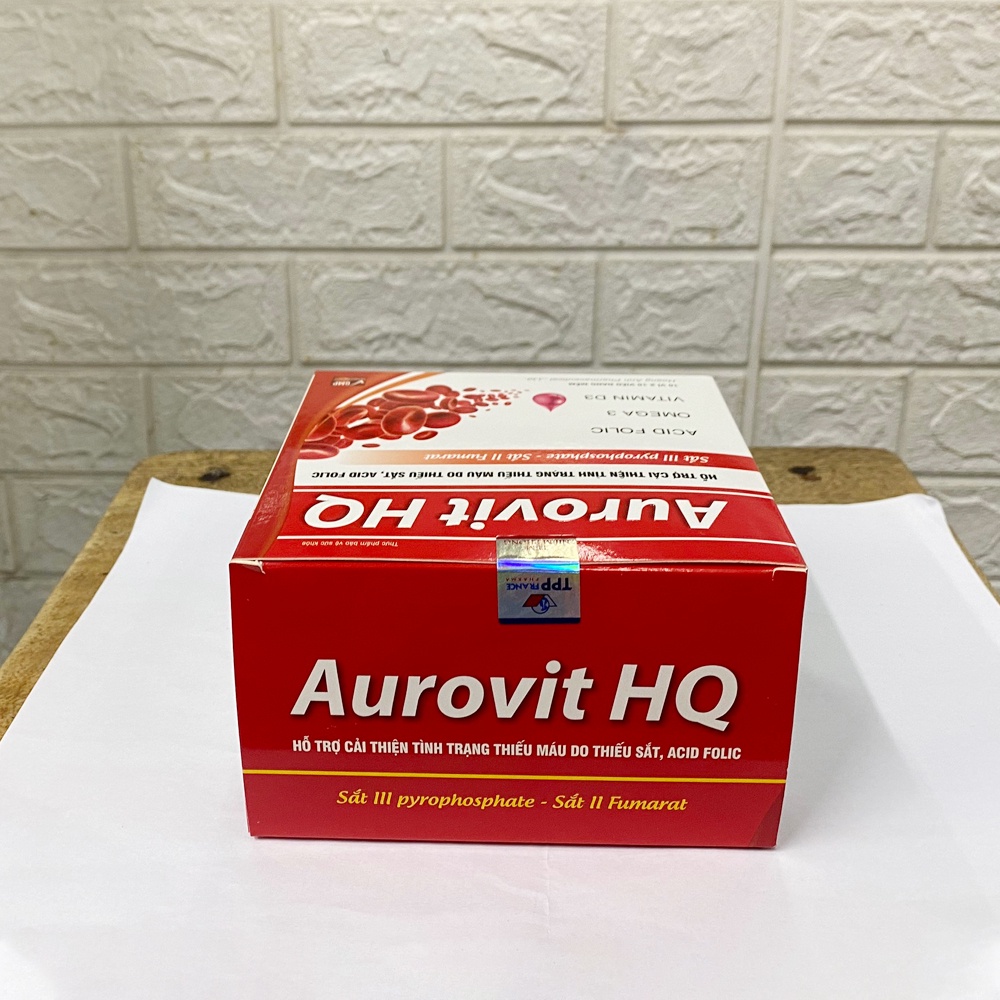 Aurovit HQ
HỖ TRỢ CẢI THIỆN TÌNH TRẠNG THIẾU MÁU DO THIẾU SẮT, ACID FOLIC
Sắt III pyrophosphate - Sắt II Fumarat
TPP FRANCE
PHARMA
Thực phẩm bảo vệ sức khỏe
Aurovit HQ
HỖ TRỢ CẢI THIỆN TÌNH TRẠNG THIẾU MÁU DO THIẾU SẮT, ACID FOLIC
Sắt III pyrophosphate - Sắt II Fumarat
ACID FOLIC
OMEGA 3
VITAMIN D3
GMP